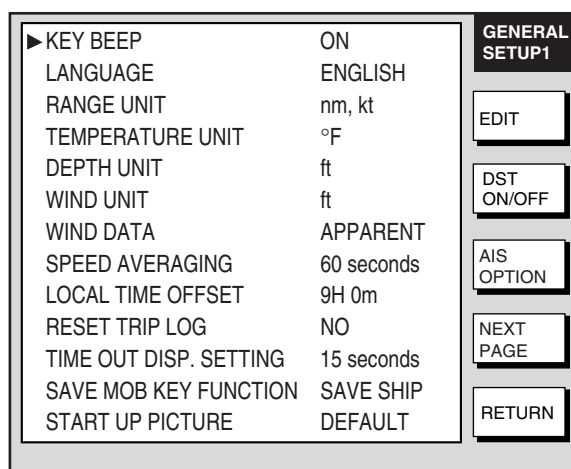 ▶KEY BEEP ON
LANGUAGE ENGLISH
RANGE UNIT nm, kt
TEMPERATURE UNIT °F
DEPTH UNIT ft
WIND UNIT ft
WIND DATA APPARENT
SPEED AVERAGING 60 seconds
LOCAL TIME OFFSET 9H 0m
RESET TRIP LOG NO
TIME OUT DISP. SETTING 15 seconds
SAVE MOB KEY FUNCTION SAVE SHIP
START UP PICTURE DEFAULT
GENERAL
SETUP1
EDIT
DST
ON/OFF
AIS
OPTION
NEXT
PAGE
RETURN